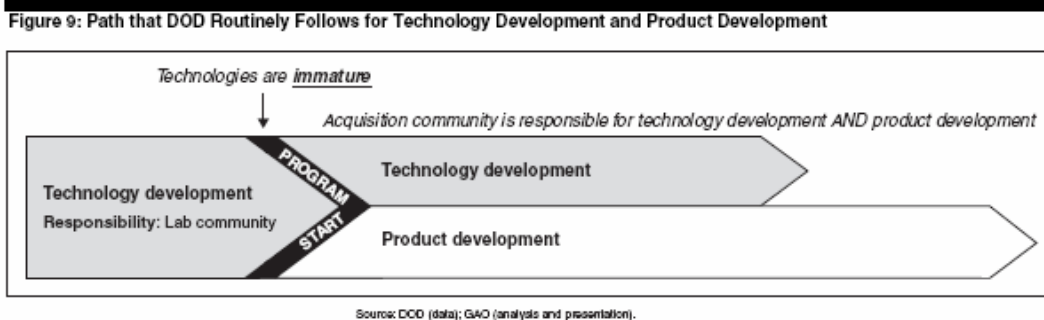 Figure 9: Path that DOD Routinely Follows for Technology Development and Product Development
Technologies are immature
Acquisition community is responsible for technology development AND product development
PROGRAM
START
Technology development
Responsibility: Lab community
Technology development
Product development
Source: DOD (data); GAO (analysis and presentation).